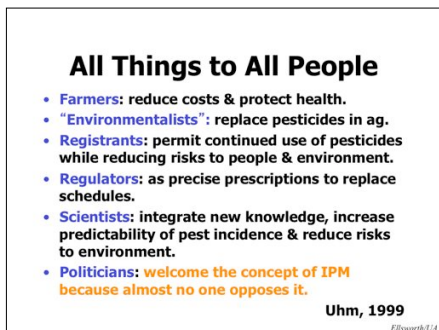 All Things to All People
• Farmers: reduce costs & protect health.
• “Environmentalists”: replace pesticides in ag.
• Registrants: permit continued use of pesticides
while reducing risks to people & environment.
• Regulators: as precise prescriptions to replace
schedules.
• Scientists: integrate new knowledge, increase
predictability of pest incidence & reduce risks
to environment.
• Politicians: welcome the concept of IPM
because almost no one opposes it.
Uhm, 1999
Ellsworth/UA